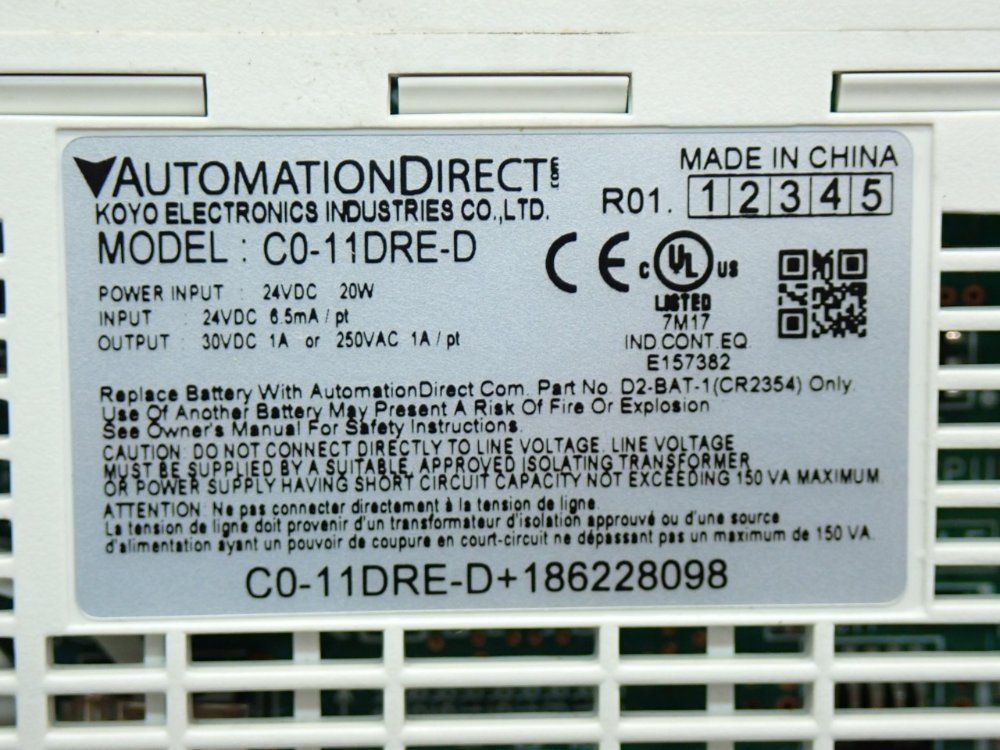 AUTOMATIONDIRECT.com
KOYO ELECTRONICS INDUSTRIES CO.,LTD.
MODEL : C0-11DRE-D
MADE IN CHINA
R01. 1 2 3 4 5
POWER INPUT : 24VDC 20W
INPUT : 24VDC 6.5mA / pt
OUTPUT : 30VDC 1A or 250VAC 1A / pt
CE c UL us
LISTED
7M17
IND.CONT.EQ.
E157382
Replace Battery With AutomationDirect Com. Part No. D2-BAT-1(CR2354) Only.
Use Of Another Battery May Present A Risk Of Fire Or Explosion
See Owner's Manual For Safety Instructions.
CAUTION: DO NOT CONNECT DIRECTLY TO LINE VOLTAGE. LINE VOLTAGE
MUST BE SUPPLIED BY A SUITABLE, APPROVED ISOLATING TRANSFORMER
OR POWER SUPPLY HAVING SHORT CIRCUIT CAPACITY NOT EXCEEDING 150 VA MAXIMUM.
ATTENTION: Ne pas connecter directement à la tension de ligne.
La tension de ligne doit provenir d'un transformateur d'isolation approuvé ou d'une source
d'alimentation ayant un pouvoir de coupure en court-circuit ne dépassant pas un maximum de 150 VA.
C0-11DRE-D+186228098